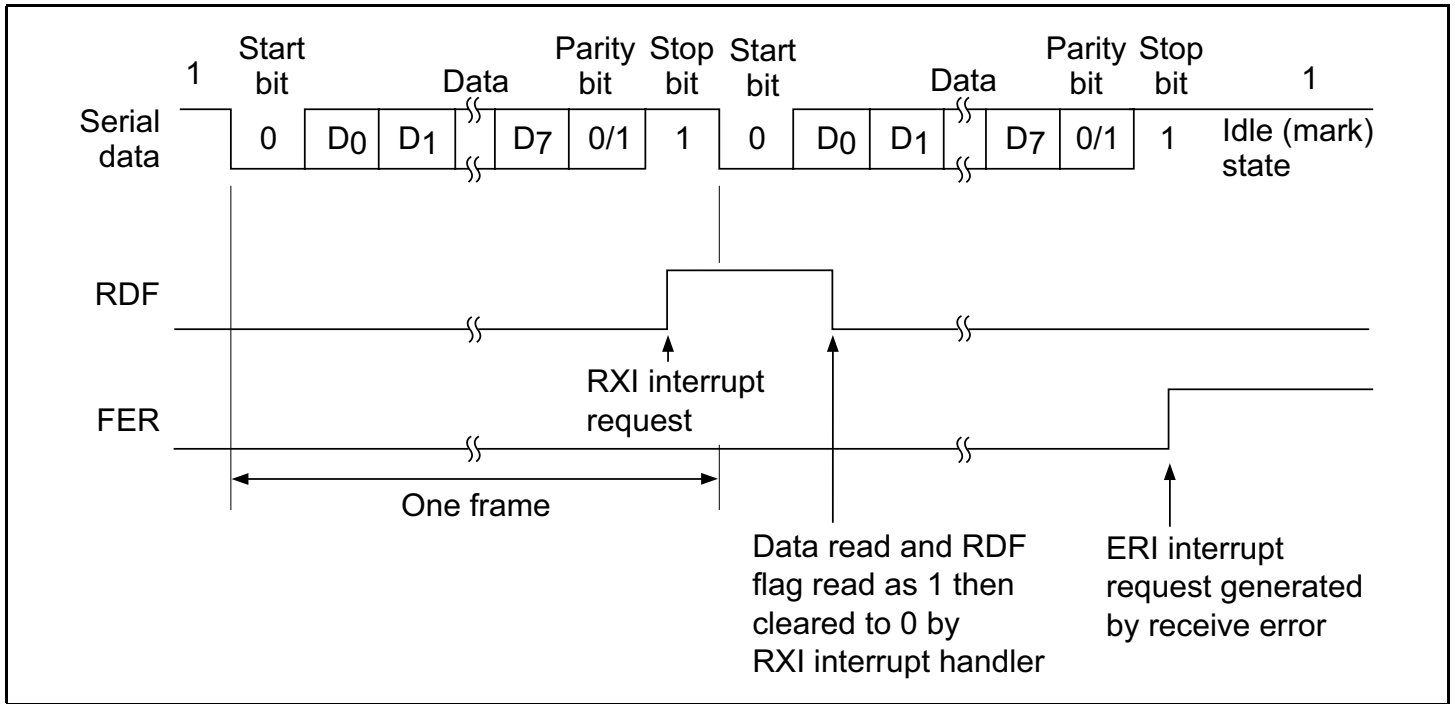 Start Parity Stop Start Parity Stop
1 bit Data bit bit bit Data bit bit 1
Serial data
0 D0 D1 D7 0/1 1 0 D0 D1 D7 0/1 1 Idle (mark) state
RDF
RXI interrupt
request
FER
One frame
Data read and RDF
flag read as 1 then
cleared to 0 by
RXI interrupt handler
ERI interrupt
request generated
by receive error